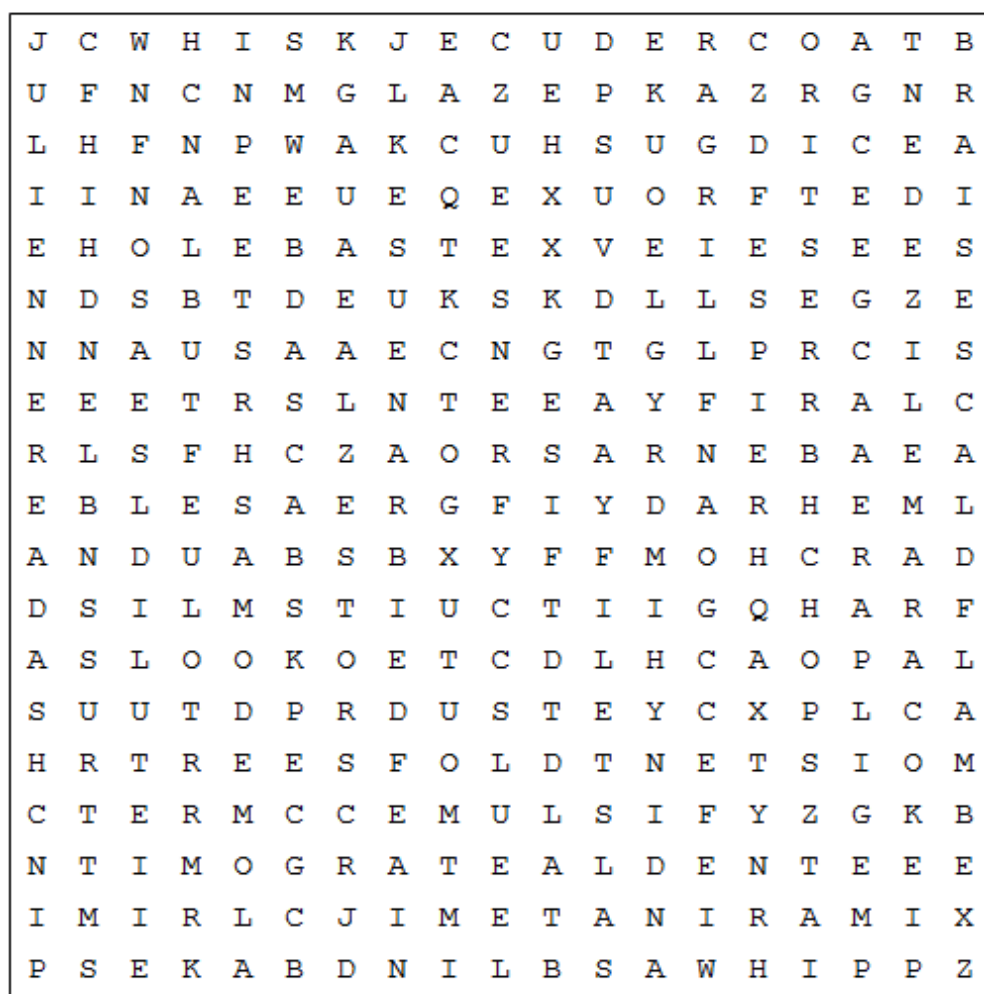 J C W H I S K J E C U D E R C O A T B
U F N C N M G L A Z E P K A Z R G N R
L H F N P W A K C U H S U G D I C E A
I I N A E E U E Q E X U O R F T E D I
E H O L E B A S T E X V E I E S E E S
N D S B T D E U K S K D L L S E G Z E
N N A U S A A E C N G T G L P R C I S
E E E T R S L N T E E A Y F I R A L C
R L S F H C Z A O R S A R N E B A E A
E B L E S A E R G F I Y D A R H E M L
A N D U A B S B X Y F F M O H C R A D
D S I L M S T I U C T I I G Q H A R F
A S L O O K O E T C D L H C A O P A L
S U U T D P R D U S T E Y C X P L C A
H R T R E E S F O L D T N E T S I O M
C T E R M C C E M U L S I F Y Z G K B
N T I M O G R A T E A L D E N T E E E
I M I R L C J I M E T A N I R A M I X
P S E K A B D N I L B S A W H I P P Z